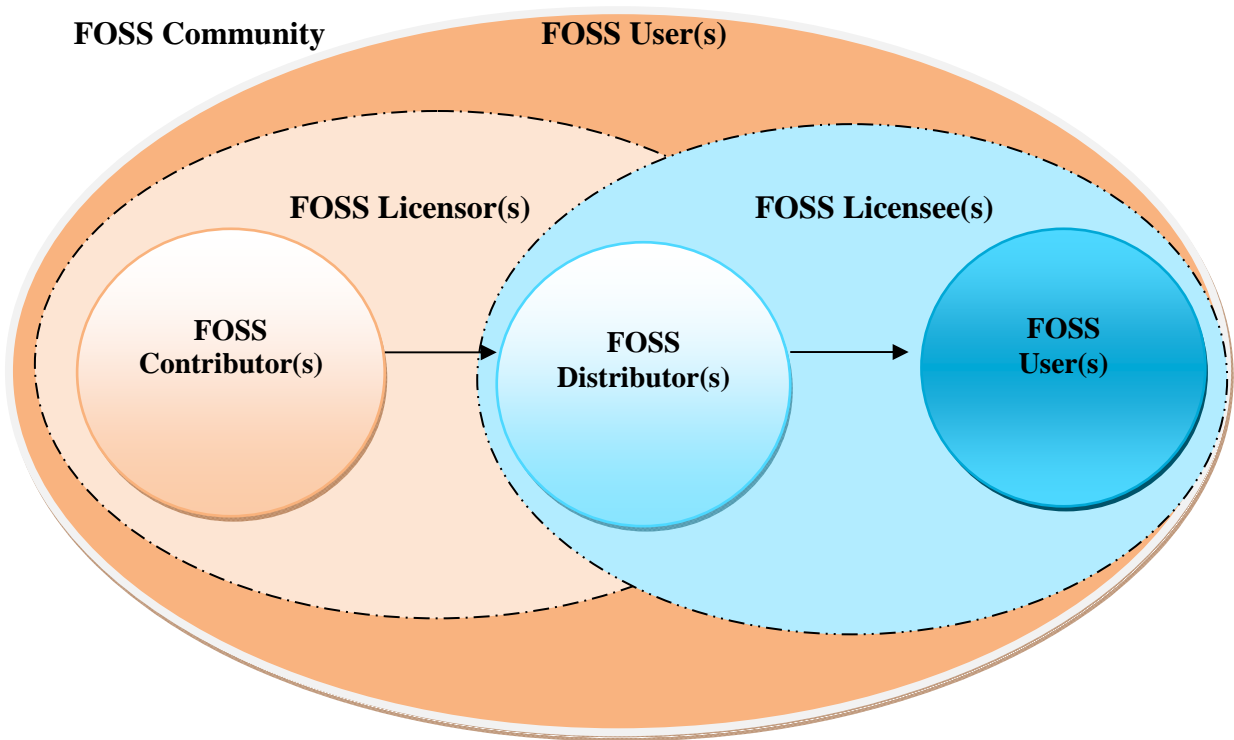 FOSS Community
FOSS User(s)
FOSS Licensor(s)
FOSS Licensee(s)
FOSS
Contributor(s)
FOSS
Distributor(s)
FOSS
User(s)